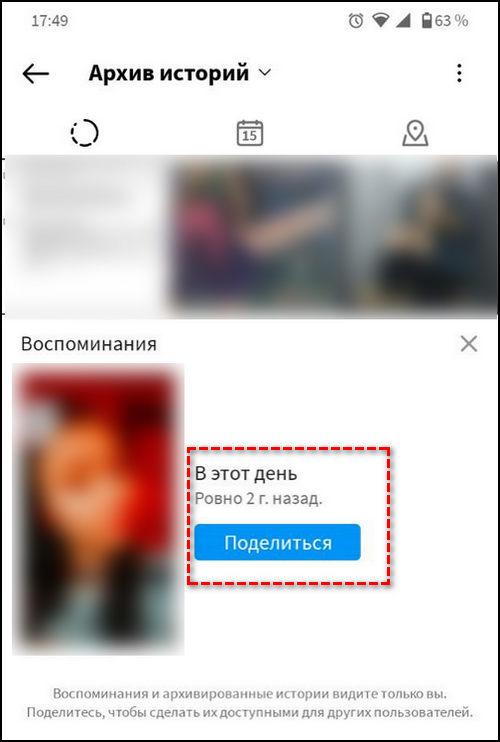 17:49 63 %
Архив историй
15
Воспоминания
В этот день
Ровно 2 г. назад.
Поделиться
Воспоминания и архивированные истории видите только вы.
Поделитесь, чтобы сделать их доступными для других пользователей.